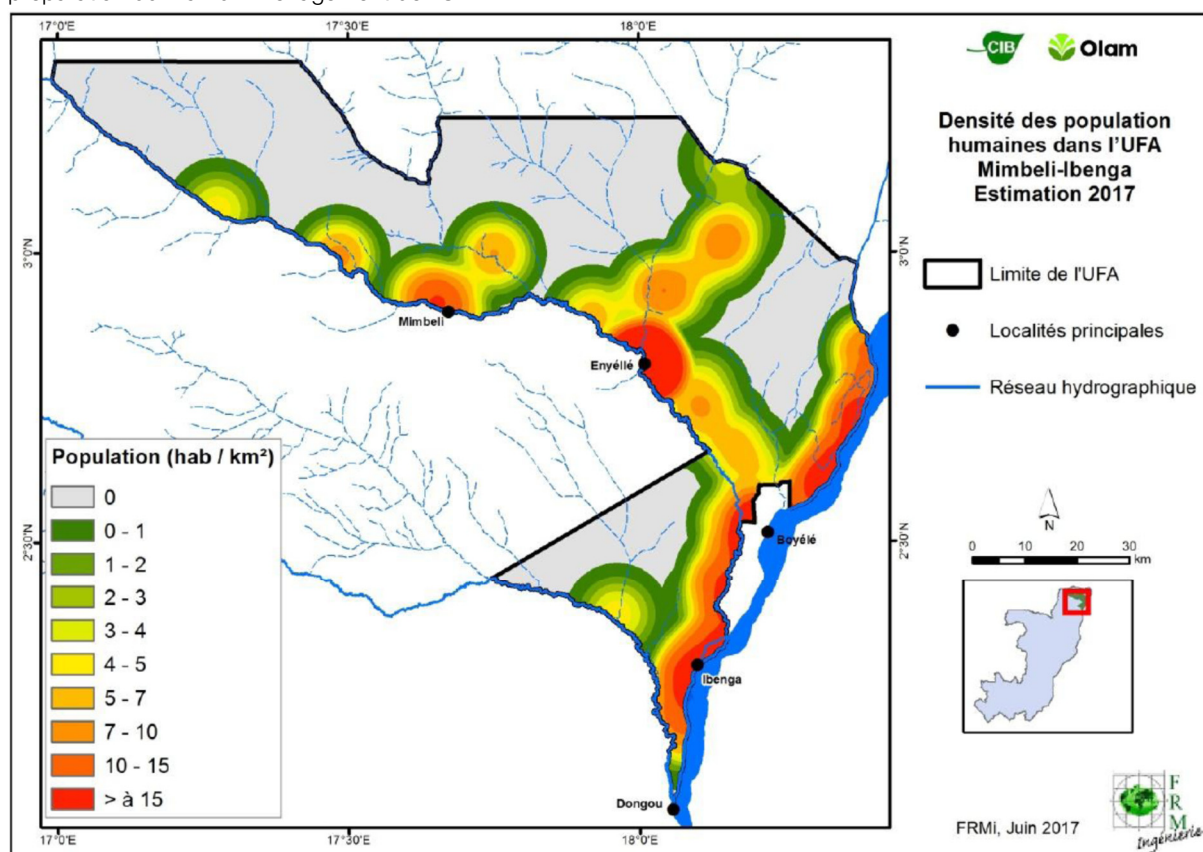 17°0'E
17°30'E
18°0'E
CIB
Olam
Densité des population
humaines dans l'UFA
Mimbeli-Ibenga
Estimation 2017
3°0'N
3°0'N
Limite de l'UFA
Mimbeli
Localités principales
Enyéllé
Réseau hydrographique
Population (hab / km²)
0
0 - 1
1 - 2
2 - 3
3 - 4
4 - 5
5 - 7
7 - 10
10 - 15
> à 15
2°30'N
2°30'N
Boyélé
N
0 10 20 30
km
Ibenga
Dongou
FRMi, Juin 2017
FRM
Ingénierie
17°0'E
17°30'E
18°0'E